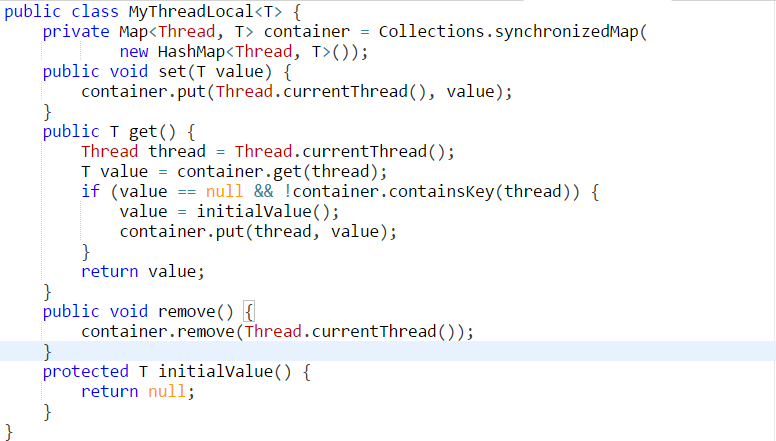 public class MyThreadLocal<T> {
    private Map<Thread, T> container = Collections.synchronizedMap(
            new HashMap<Thread, T>());
    public void set(T value) {
        container.put(Thread.currentThread(), value);
    }
    public T get() {
        Thread thread = Thread.currentThread();
        T value = container.get(thread);
        if (value == null && !container.containsKey(thread)) {
            value = initialValue();
            container.put(thread, value);
        }
        return value;
    }
    public void remove() {
        container.remove(Thread.currentThread());
    }
    protected T initialValue() {
        return null;
    }
}